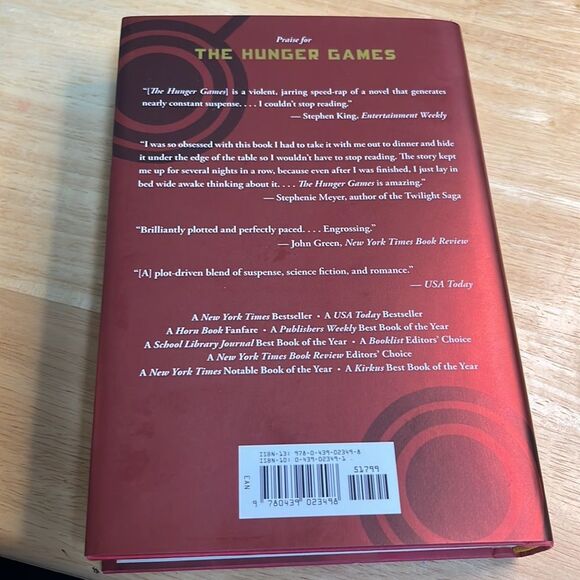 Praise for
THE HUNGER GAMES
“[The Hunger Games] is a violent, jarring speed-rap of a novel that generates
nearly constant suspense. . . . I couldn’t stop reading.”
— Stephen King, Entertainment Weekly
“I was so obsessed with this book I had to take it with me out to dinner and hide
it under the edge of the table so I wouldn’t have to stop reading. The story kept
me up for several nights in a row, because even after I was finished, I just lay in
bed wide awake thinking about it. . . . The Hunger Games is amazing.”
— Stephenie Meyer, author of the Twilight Saga
“Brilliantly plotted and perfectly paced. . . . Engrossing.”
— John Green, New York Times Book Review
“[A] plot-driven blend of suspense, science fiction, and romance.”
— USA Today
A New York Times Bestseller • A USA Today Bestseller
A Horn Book Fanfare • A Publishers Weekly Best Book of the Year
A School Library Journal Best Book of the Year • A Booklist Editors’ Choice
A New York Times Book Review Editors’ Choice
A New York Times Notable Book of the Year • A Kirkus Best Book of the Year
ISBN-13: 978-0-439-02349-8
ISBN-10: 0-439-02349-1
51799
EAN
9 780439 023498